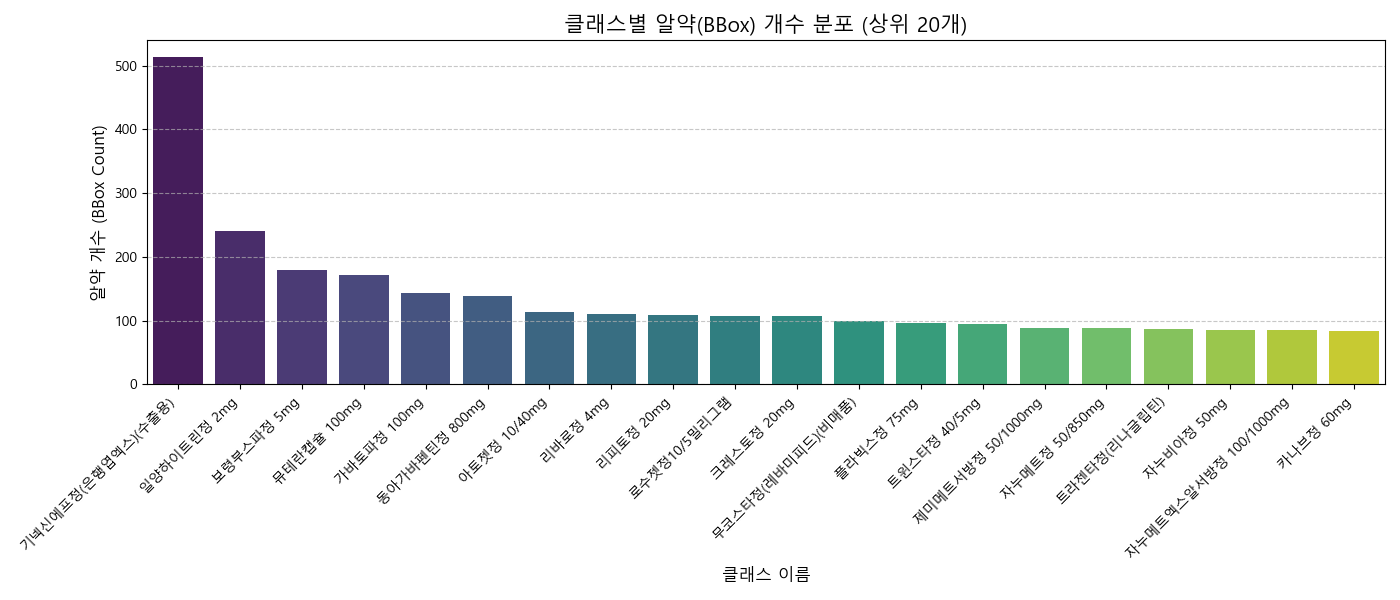 클래스별 알약(BBox) 개수 분포 (상위 20개)
알약 개수 (BBox Count)
500
400
300
200
100
0
기넥신에프정(은행엽엑스)(수출용)
일양하이트린정 2mg
보령부스파정 5mg
뮤테란캡슐 100mg
가바토파정 100mg
동아가바펜틴정 800mg
아토젯정 10/40mg
리바로정 4mg
리피토정 20mg
로수젯정10/5밀리그램
크레스토정 20mg
무코스타정(레바미피드)(비매품)
플라빅스정 75mg
트윈스타정 40/5mg
제미메트서방정 50/1000mg
자누메트정 50/850mg
트라젠타정(리나글립틴)
자누비아정 50mg
자누메트엑스알서방정 100/1000mg
카나브정 60mg
클래스 이름